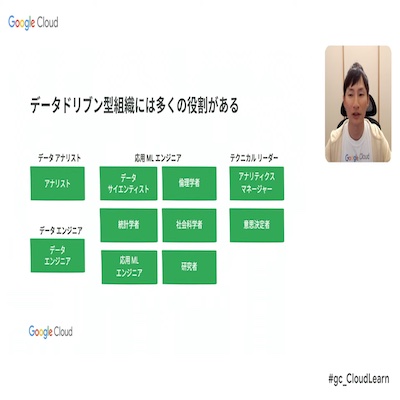 Google Cloud
データドリブン型組織には多くの役割がある
データ アナリスト
応用 ML エンジニア
テクニカル リーダー
アナリスト
データ
サイエンティスト
倫理学者
アナリティクス
マネージャー
統計学者
社会科学者
意思決定者
データ エンジニア
データ
エンジニア
応用 ML
エンジニア
研究者
Google Cloud
Google Cloud
#gc_CloudLearn